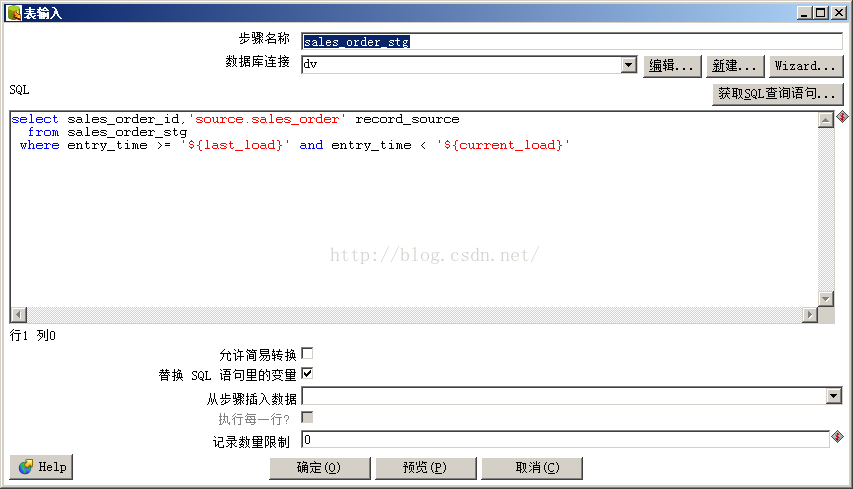 表输入
步骤名称 sales_order_stg
数据库连接 dv 编辑... 新建... Wizard...
SQL 获取SQL查询语句...
select sales_order_id,'source.sales_order' record_source
from sales_order_stg
where entry_time >= '${last_load}' and entry_time < '${current_load}'
http://blog.csdn.net/
行1 列0
允许简易转换
替换 SQL 语句里的变量
从步骤插入数据
执行每一行?
记录数量限制 0
Help 确定(O) 预览(P) 取消(C)